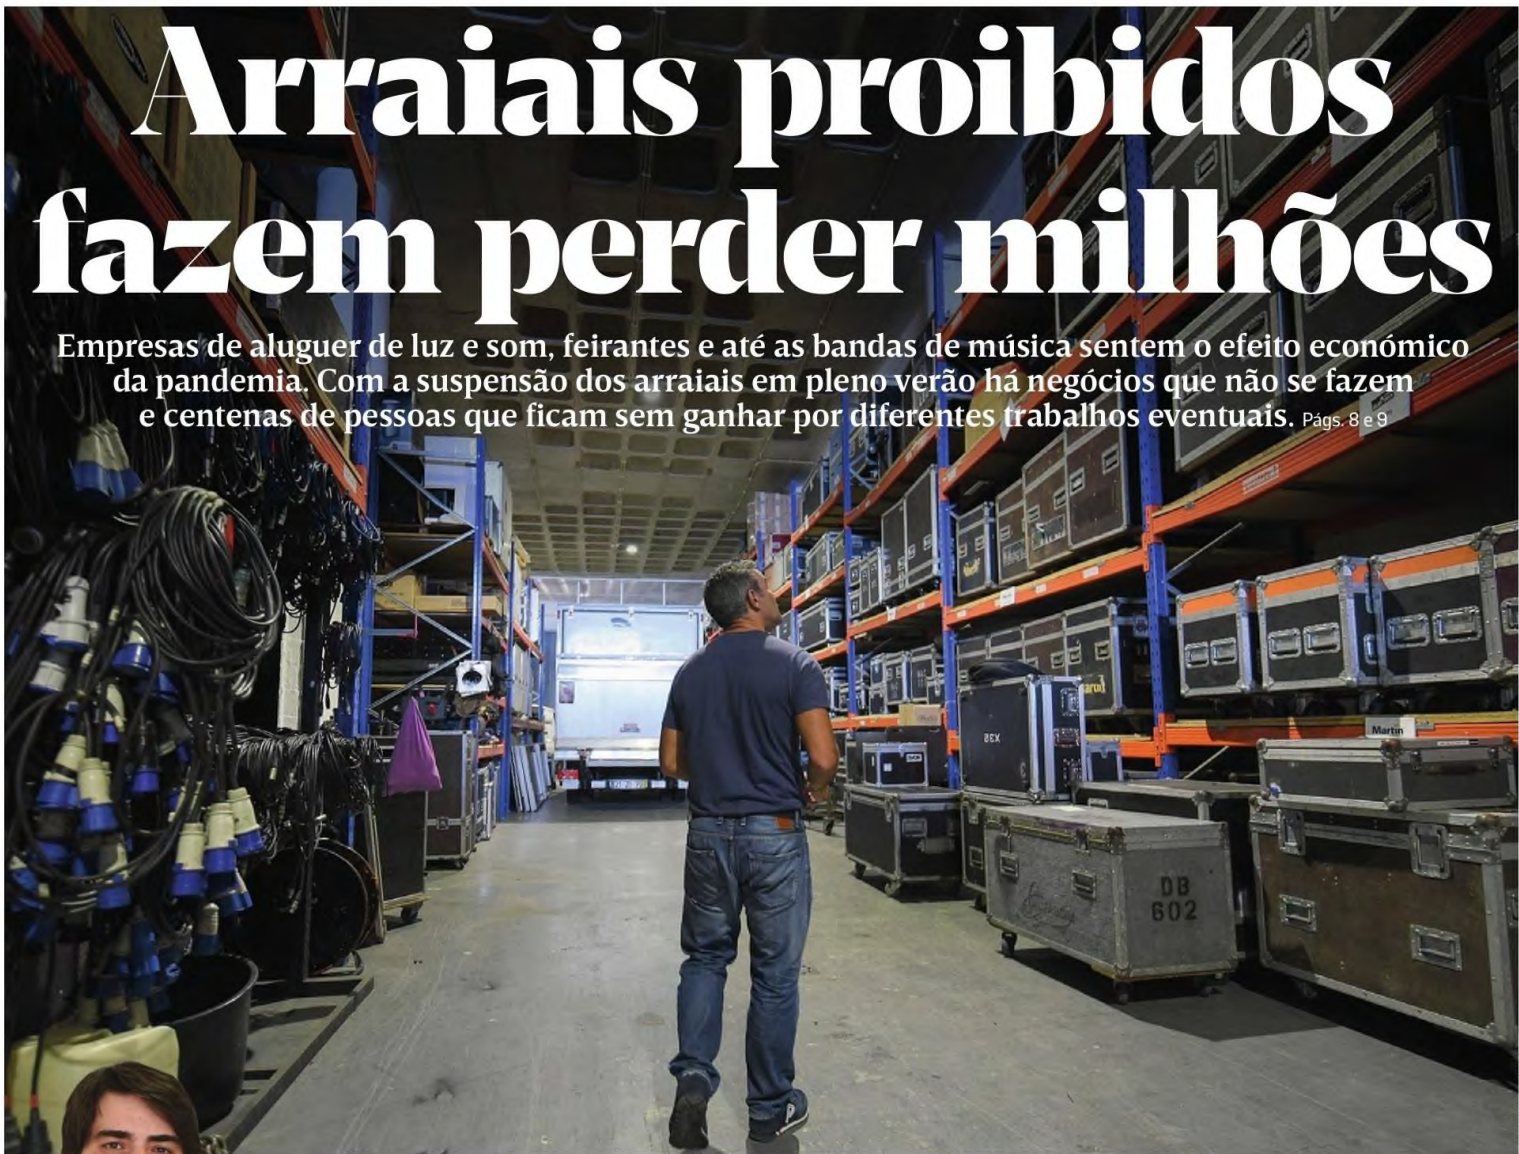 Arraiais proibidos
fazem perder milhões
Empresas de aluguer de luz e som, feirantes e até as bandas de música sentem o efeito económico
da pandemia. Com a suspensão dos arraiais em pleno verão há negócios que não se fazem
e centenas de pessoas que ficam sem ganhar por diferentes trabalhos eventuais. Págs. 8 e 9
X32
Martin
DB
602